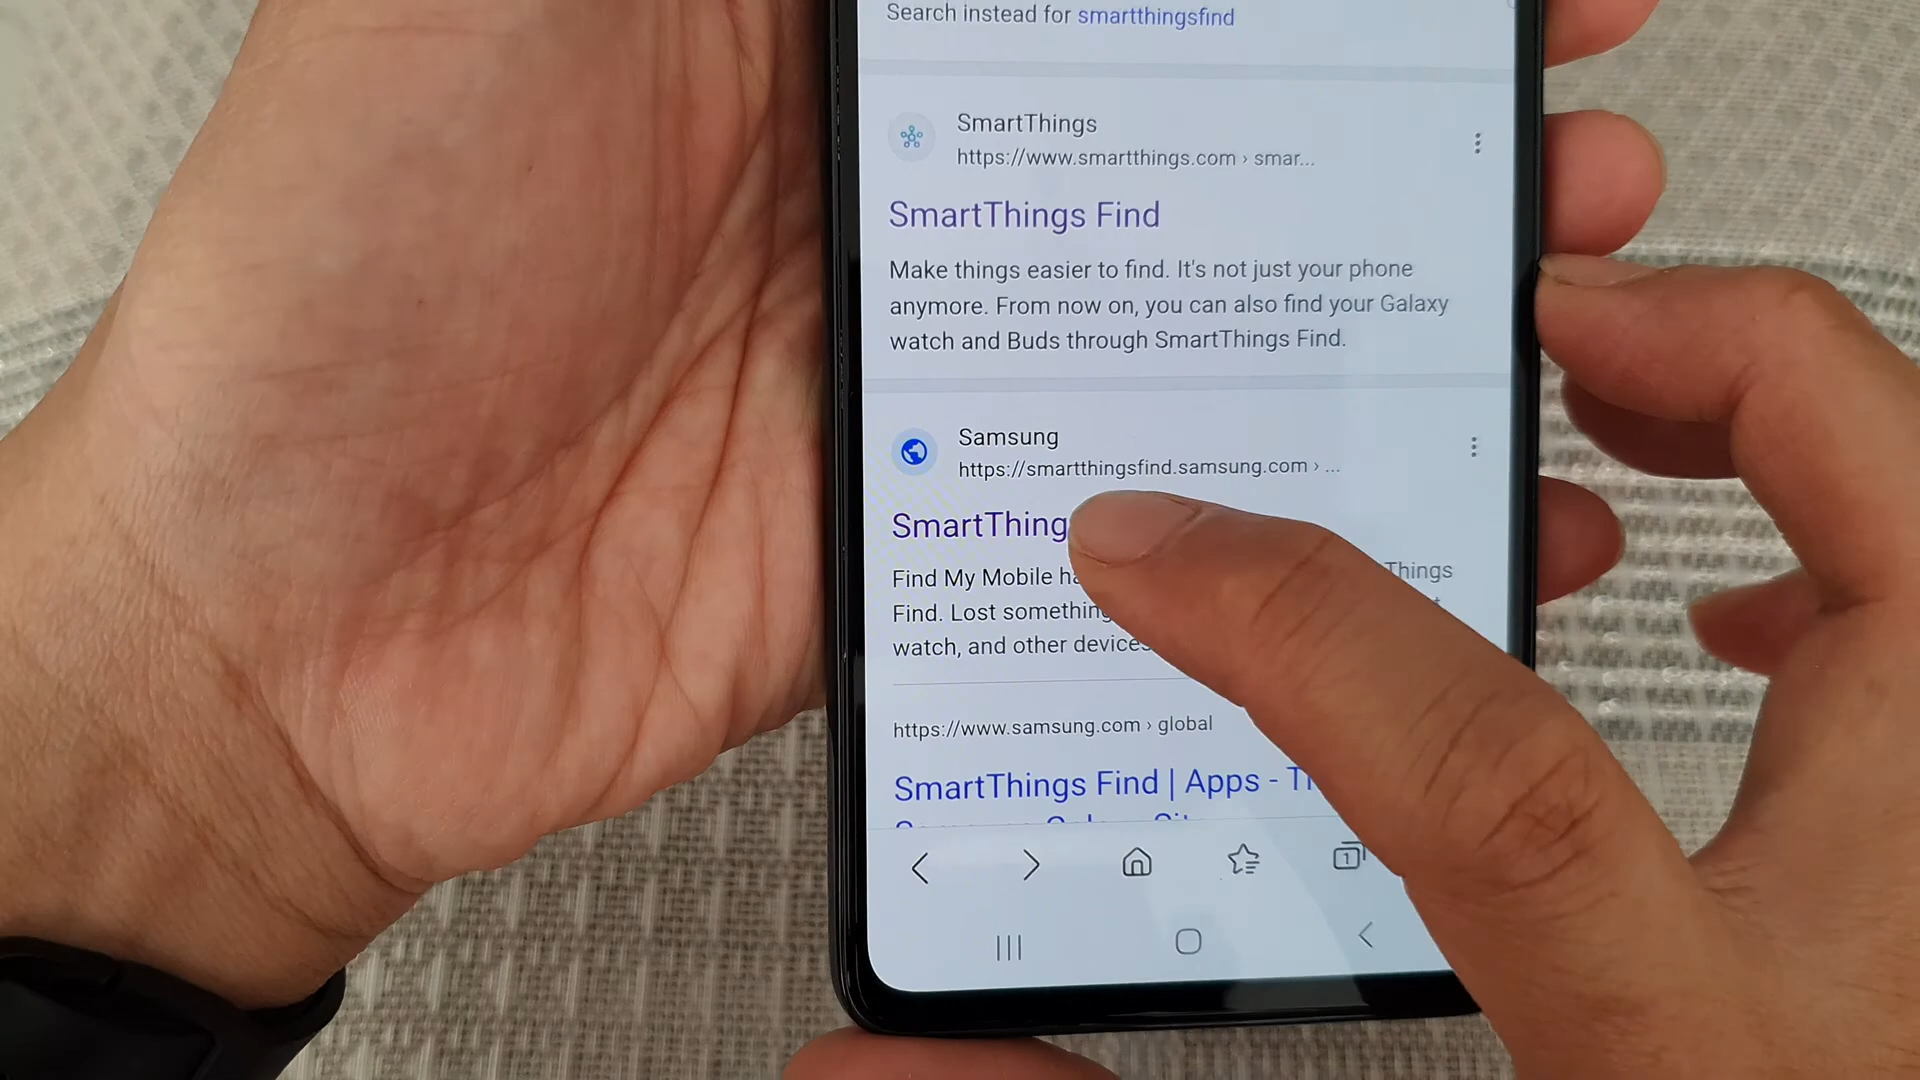 Search instead for smartthingsfind
SmartThings
https://www.smartthings.com › smar...
SmartThings Find
Make things easier to find. It's not just your phone
anymore. From now on, you can also find your Galaxy
watch and Buds through SmartThings Find.
Samsung
https://smartthingsfind.samsung.com › ...
SmartThing
Find My Mobile Things
Find. Lost something
watch, and other devices
https://www.samsung.com › global
SmartThings Find | Apps -
1